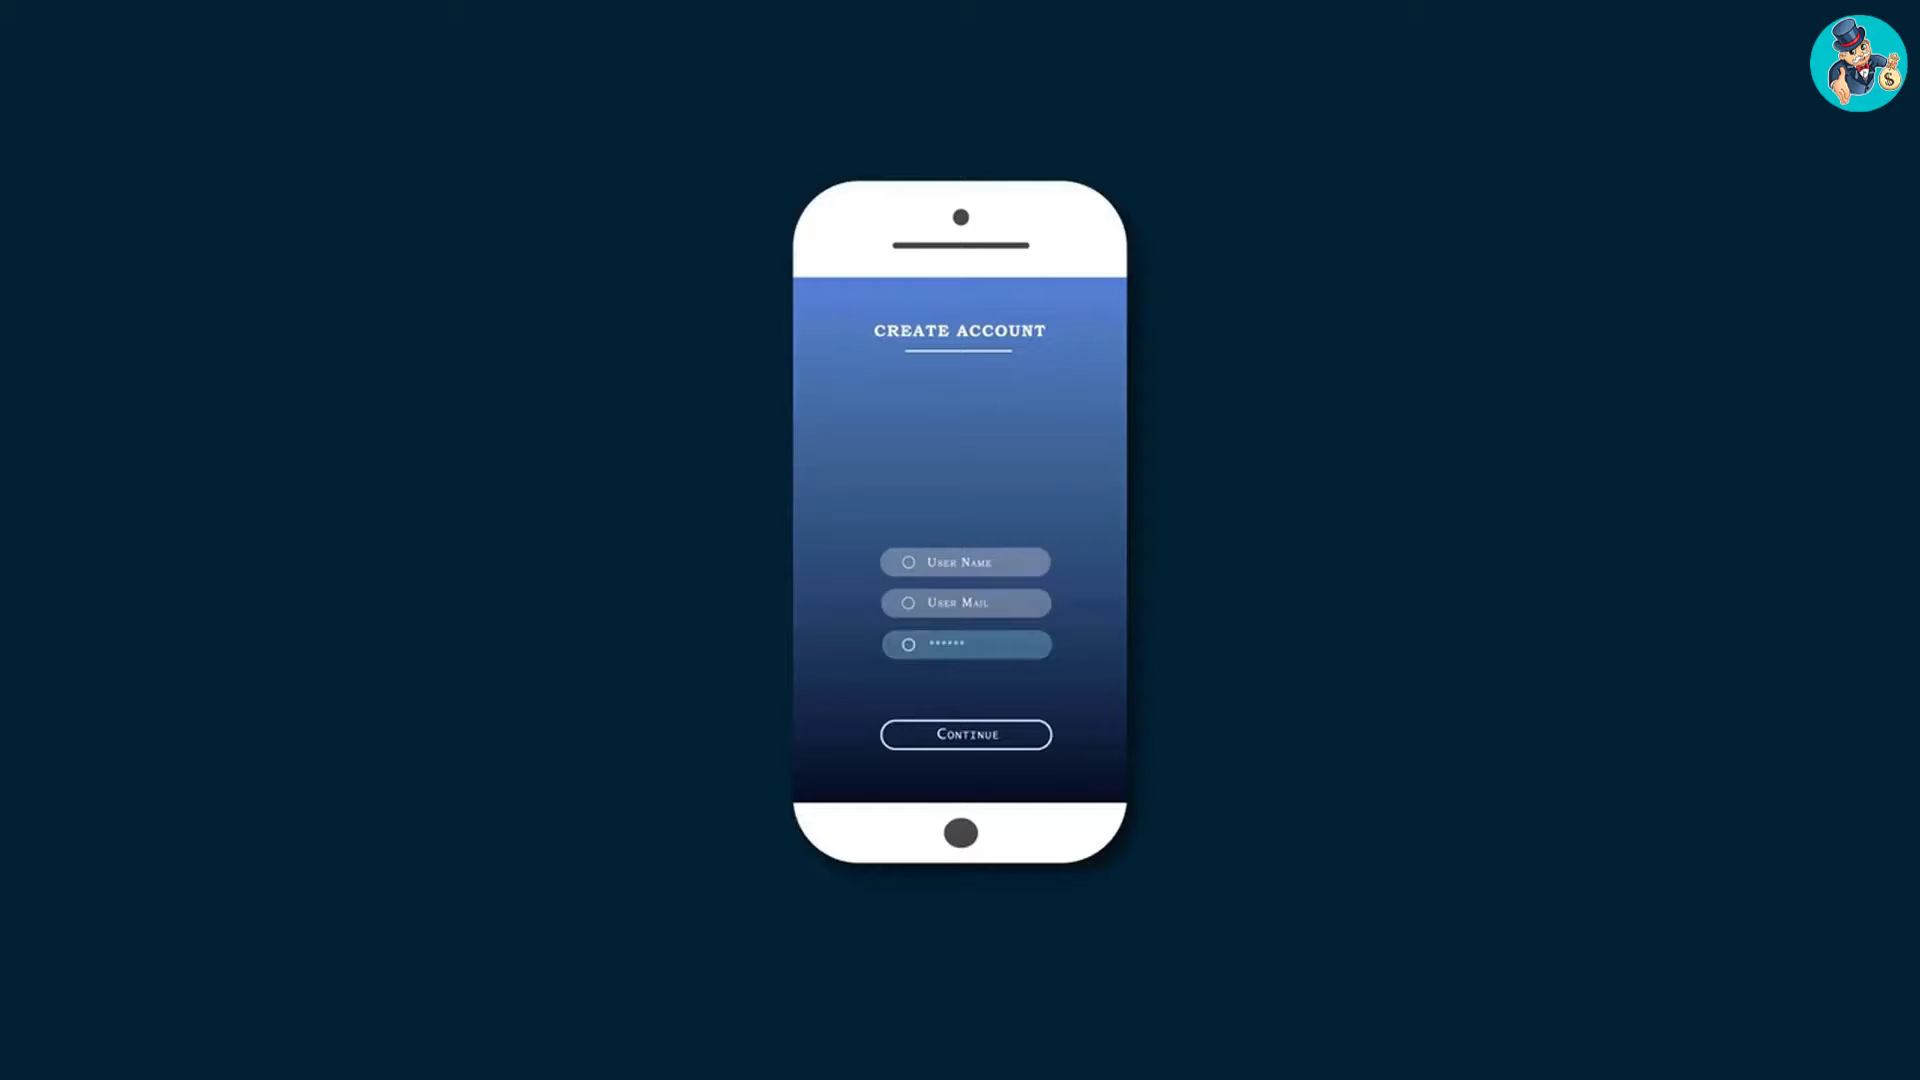 CREATE ACCOUNT
User Name
User Mail
******
Continue
$